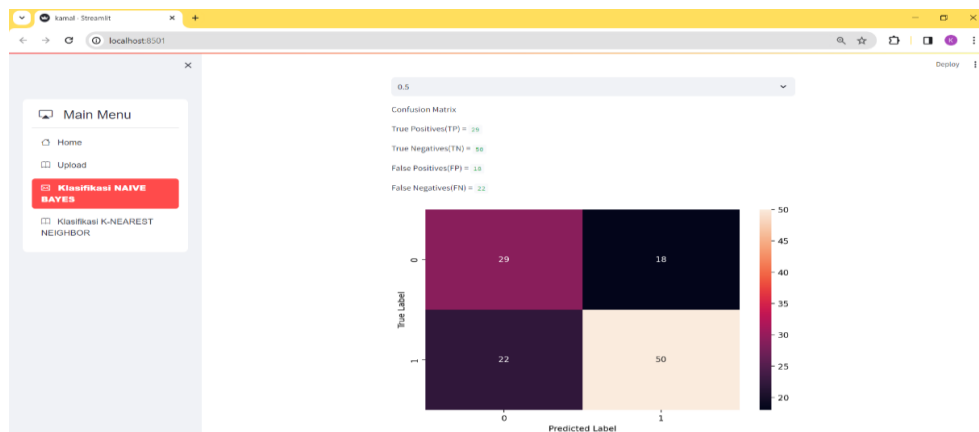 kamal · Streamlit
localhost:8501
K
Deploy
Main Menu
Home
Upload
Klasifikasi NAIVE
BAYES
Klasifikasi K-NEAREST
NEIGHBOR
0.5
Confusion Matrix
True Positives(TP) = 29
True Negatives(TN) = 50
False Positives(FP) = 18
False Negatives(FN) = 22
50
45
40
35
30
25
20
True Label
0
29
18
1
22
50
0
1
Predicted Label